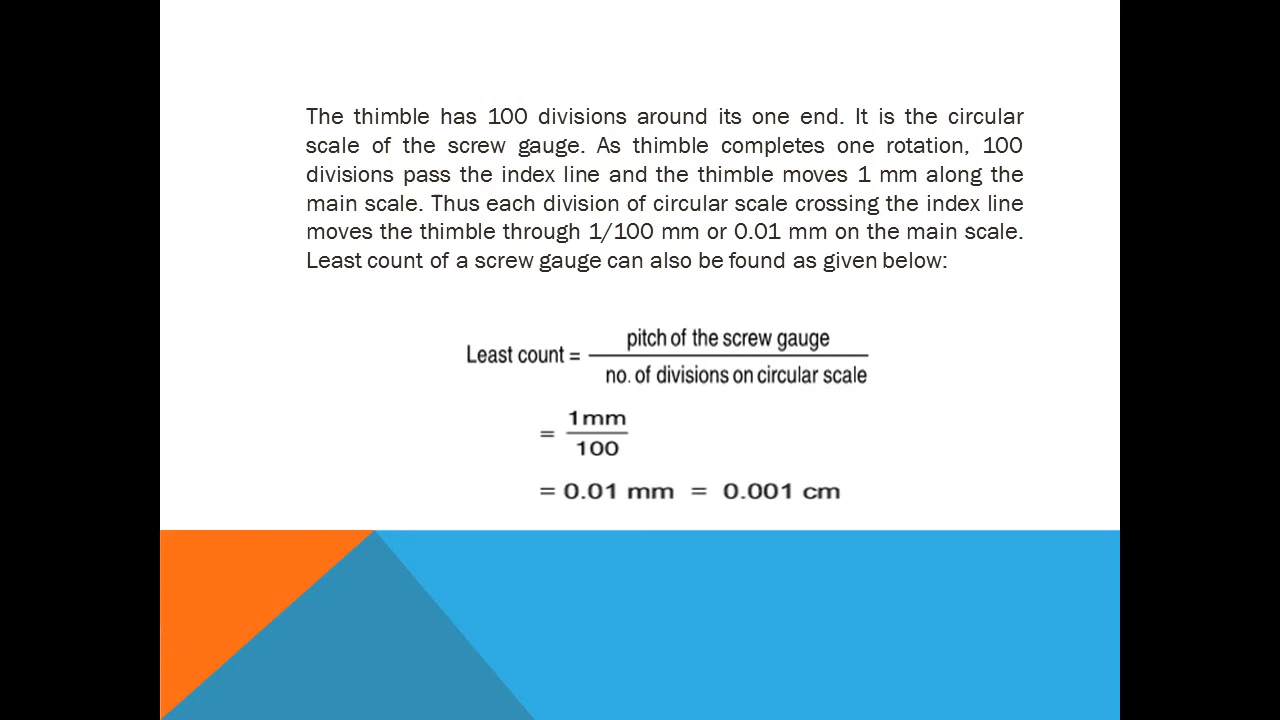 The thimble has 100 divisions around its one end. It is the circular
scale of the screw gauge. As thimble completes one rotation, 100
divisions pass the index line and the thimble moves 1 mm along the
main scale. Thus each division of circular scale crossing the index line
moves the thimble through 1/100 mm or 0.01 mm on the main scale.
Least count of a screw gauge can also be found as given below:
pitch of the screw gauge
Least count =
no. of divisions on circular scale
1mm
=
100
= 0.01 mm = 0.001 cm